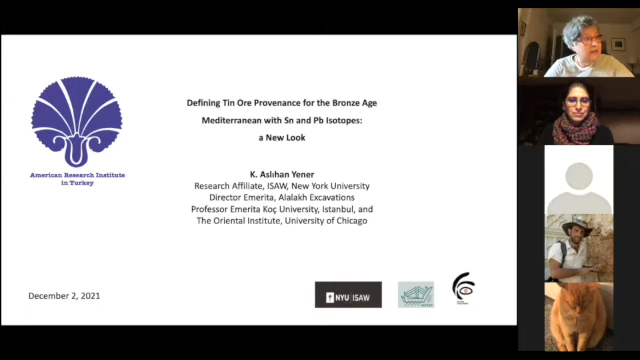 Defining Tin Ore Provenance for the Bronze Age
Mediterranean with Sn and Pb Isotopes:
a New Look
American Research Institute
in Turkey
K. Aslıhan Yener
Research Affiliate, ISAW, New York University
Director Emerita, Alalakh Excavations
Professor Emerita Koç University, Istanbul, and
The Oriental Institute, University of Chicago
December 2, 2021
NYU ISAW